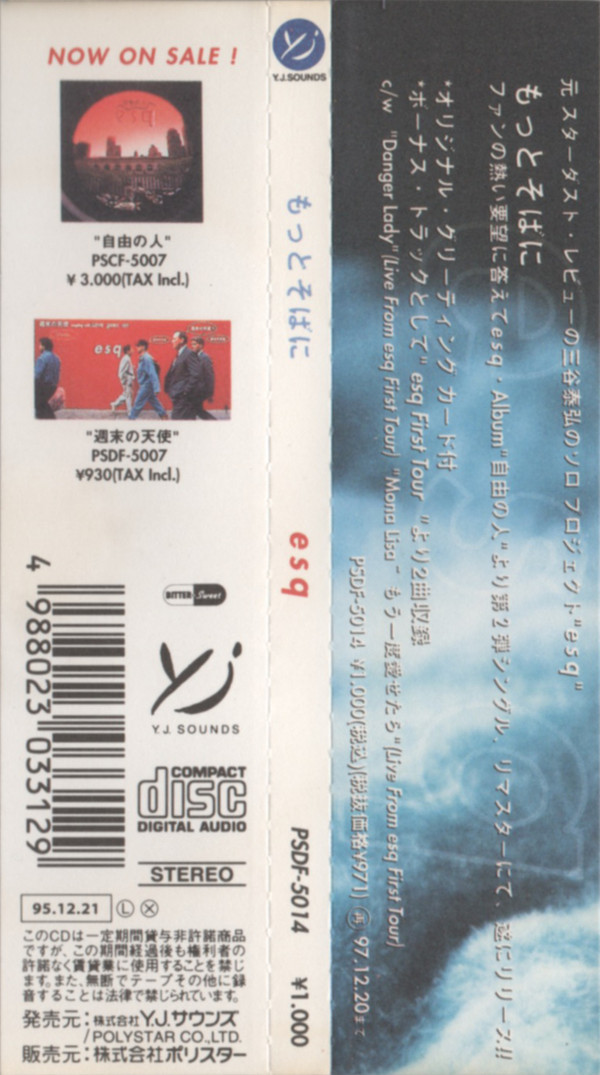 NOW ON SALE !
"自由の人"
PSCF-5007
¥ 3.000(TAX Incl.)
esq
"週末の天使"
PSDF-5007
¥930(TAX Incl.)
4 988023 033129
BITTER Sweet
Y.J. SOUNDS
COMPACT
disc
DIGITAL AUDIO
STEREO
95.12.21 Ⓛ Ⓧ
このCDは一定期間貸与非許諾商品
ですが、この期間経過後も権利者の
許諾なく賃貸業に使用することを禁じ
ます。また、無断でテープその他に録
音することは法律で禁じられています。
発売元：株式会社Y.J.サウンズ
/POLYSTAR CO.,LTD.
販売元：株式会社ポリスター
Y.J.SOUNDS
もっとそばに
esq
PSDF-5014 ¥1.000
元スターダスト・レビューの三谷泰弘のソロ プロジェクト"esq"
もっとそばに
ファンの熱い要望に答えてesq・Album"自由の人"より第2弾シングル、リマスターにて、遂にリリース!!
*オリジナル・グリーティング カード付
*ボーナス・トラックとして"esq First Tour"より2曲収録
c/w "Danger Lady"(Live From esq First Tour) "Mona Lisa~もう一度愛せたら"(Live From esq First Tour)
PSDF-5014 ¥1,000(税込)(税抜価格¥971) 再 97.12.20まで
esq